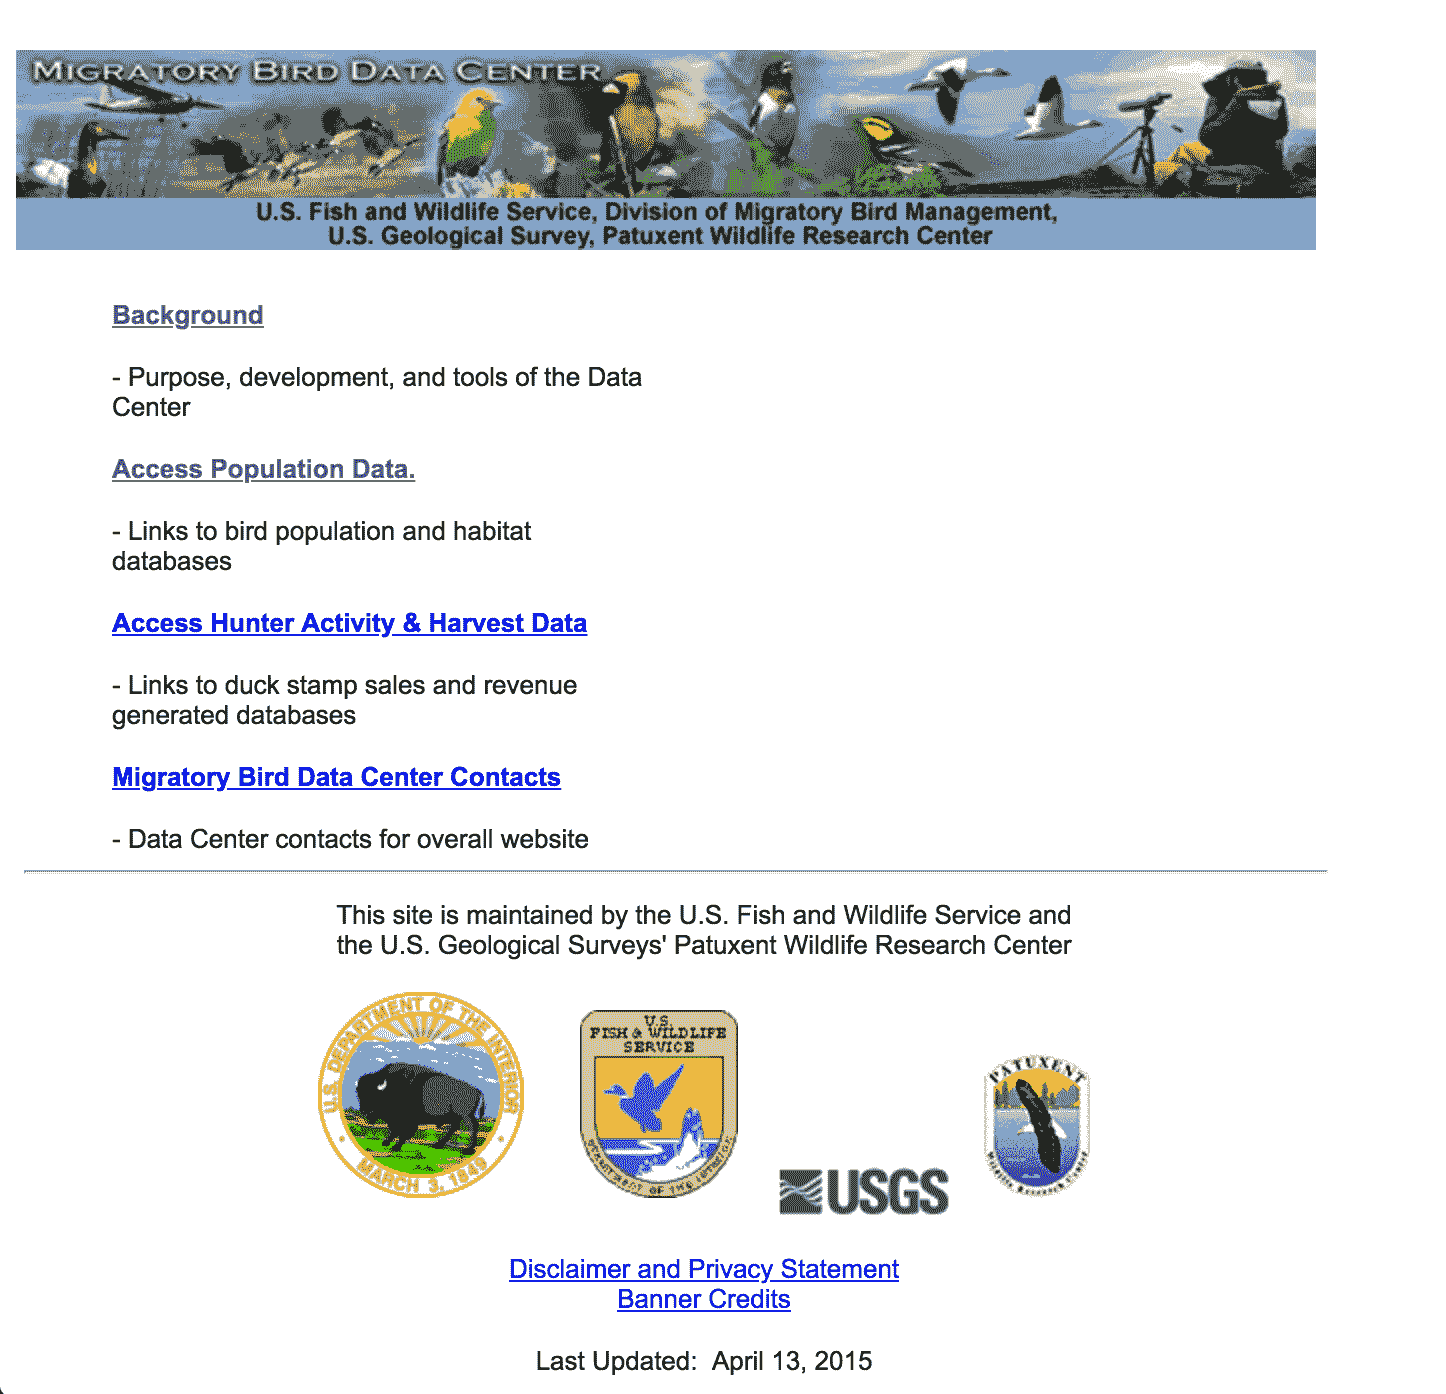 MIGRATORY BIRD DATA CENTER
U.S. Fish and Wildlife Service, Division of Migratory Bird Management,
U.S. Geological Survey, Patuxent Wildlife Research Center
Background
- Purpose, development, and tools of the Data
Center
Access Population Data.
- Links to bird population and habitat
databases
Access Hunter Activity & Harvest Data
- Links to duck stamp sales and revenue
generated databases
Migratory Bird Data Center Contacts
- Data Center contacts for overall website
This site is maintained by the U.S. Fish and Wildlife Service and
the U.S. Geological Surveys' Patuxent Wildlife Research Center
U.S. DEPARTMENT OF THE INTERIOR
MARCH 3, 1849
U.S.
FISH & WILDLIFE
SERVICE
DEPARTMENT OF THE INTERIOR
USGS
PATUXENT
WILDLIFE RESEARCH CENTER
Disclaimer and Privacy Statement
Banner Credits
Last Updated:  April 13, 2015